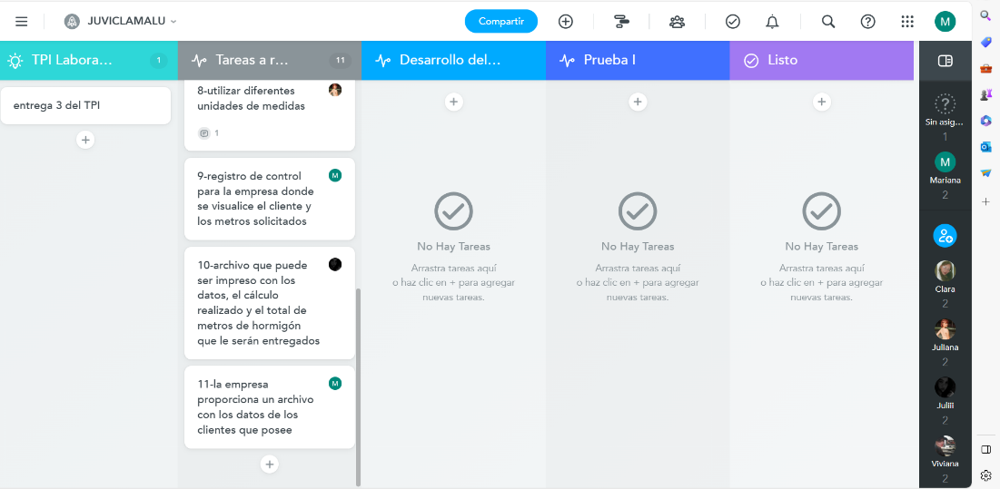 JUVICLAMALU
Compartir
M
TPI Labora...
1
Tareas a r...
11
Desarrollo del...
Prueba I
Listo
entrega 3 del TPI
8-utilizar diferentes
unidades de medidas
1
9-registro de control
para la empresa donde
se visualice el cliente y
los metros solicitados
M
10-archivo que puede
ser impreso con los
datos, el cálculo
realizado y el total de
metros de hormigón
que le serán entregados
11-la empresa
proporciona un archivo
con los datos de los
clientes que posee
M
No Hay Tareas
Arrastra tareas aquí
o haz clic en + para agregar
nuevas tareas.
No Hay Tareas
Arrastra tareas aquí
o haz clic en + para agregar
nuevas tareas.
No Hay Tareas
Arrastra tareas aquí
o haz clic en + para agregar
nuevas tareas.
Sin asig...
1
M
Mariana
2
Clara
2
Juliana
2
Juliii
2
Viviana
2